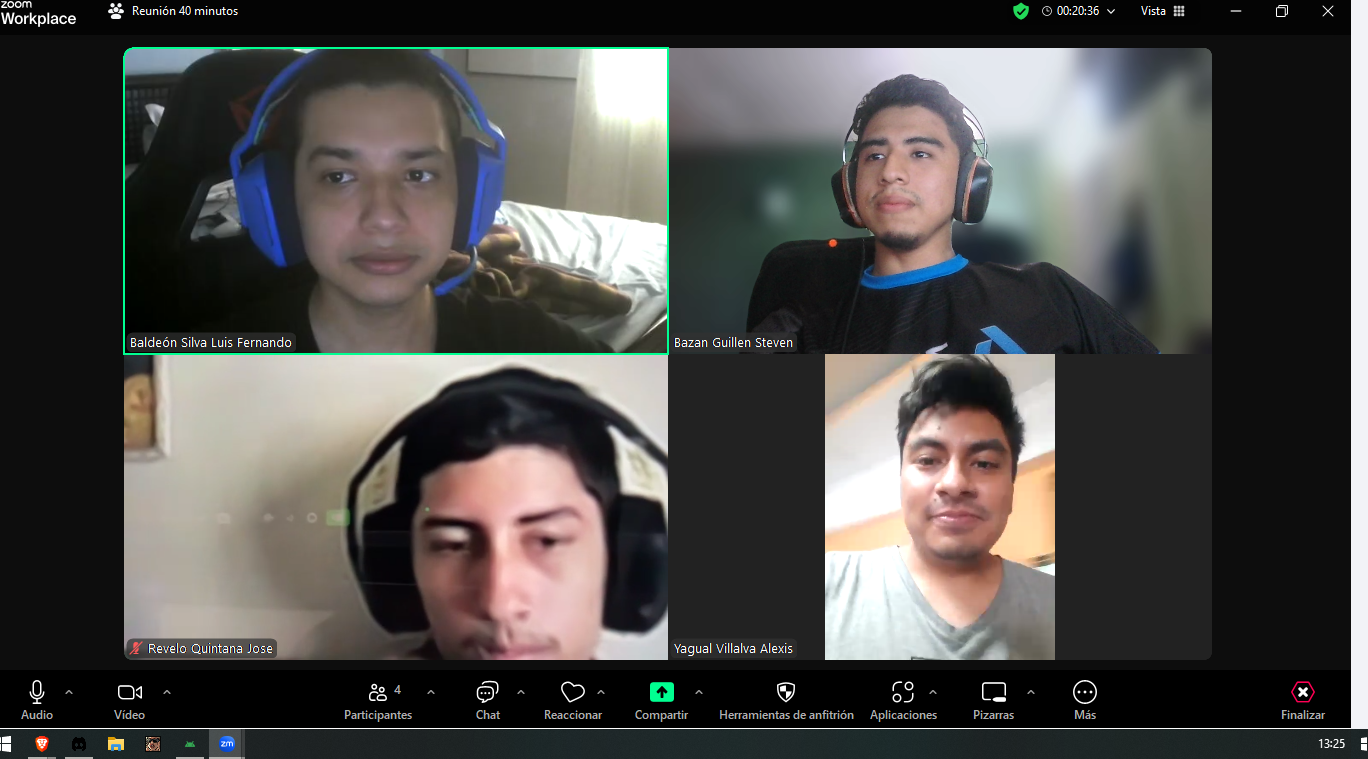 zoom
Workplace
Reunión 40 minutos
00:20:36
Vista
Baldeón Silva Luis Fernando
Bazan Guillen Steven
Revelo Quintana Jose
Yagual Villalva Alexis
4
Audio
Vídeo
Participantes
Chat
Reaccionar
Compartir
Herramientas de anfitrión
Aplicaciones
Pizarras
Más
Finalizar
zm
13:25